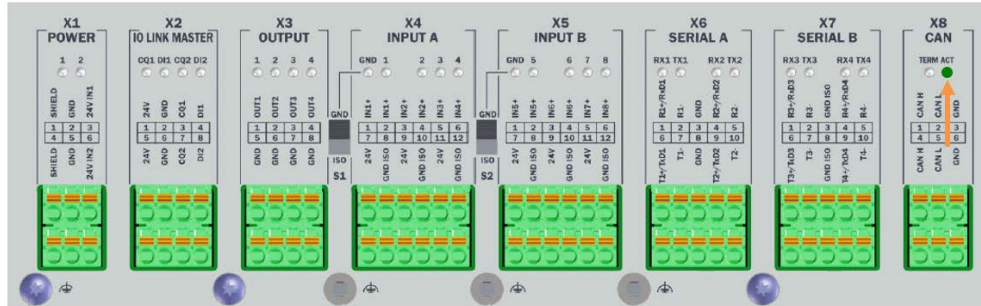 X1
POWER
1 2
SHIELD GND 24V IN1
1 2 3
4 5 6
SHIELD GND 24V IN2
X2
IO LINK MASTER
CQ1 DI1 CQ2 DI2
24V GND CQ1 DI1
1 2 3 4
5 6 7 8
24V GND CQ2 DI2
X3
OUTPUT
1 2 3 4
OUT1 OUT2 OUT3 OUT4
1 2 3 4
5 6 7 8
GND GND GND GND
GND
ISO
S1
X4
INPUT A
GND 1 2 3 4
IN1+ IN1+ IN2+ IN2+ IN3+ IN4+
1 2 3 4 5 6
7 8 9 10 11 12
24V GND ISO 24V GND ISO 24V GND ISO
GND
ISO
S2
X5
INPUT B
GND 5 6 7 8
IN5+ IN5+ IN6+ IN6+ IN7+ IN8+
1 2 3 4 5 6
7 8 9 10 11 12
24V GND ISO 24V GND ISO 24V GND ISO
X6
SERIAL A
RX1 TX1 RX2 TX2
R1+/RxD1 R1- GND R2+/RxD2 R2-
1 2 3 4 5
6 7 8 9 10
T1+/TxD1 T1- GND T2+/TxD2 T2-
X7
SERIAL B
RX3 TX3 RX4 TX4
R3+/RxD3 R3- GND ISO R4+/RxD4 R4-
1 2 3 4 5
6 7 8 9 10
T3+/TxD3 T3- GND ISO T4+/TxD4 T4-
X8
CAN
TERM ACT
CAN H CAN L GND
1 2 3
4 5 6
CAN H CAN L GND